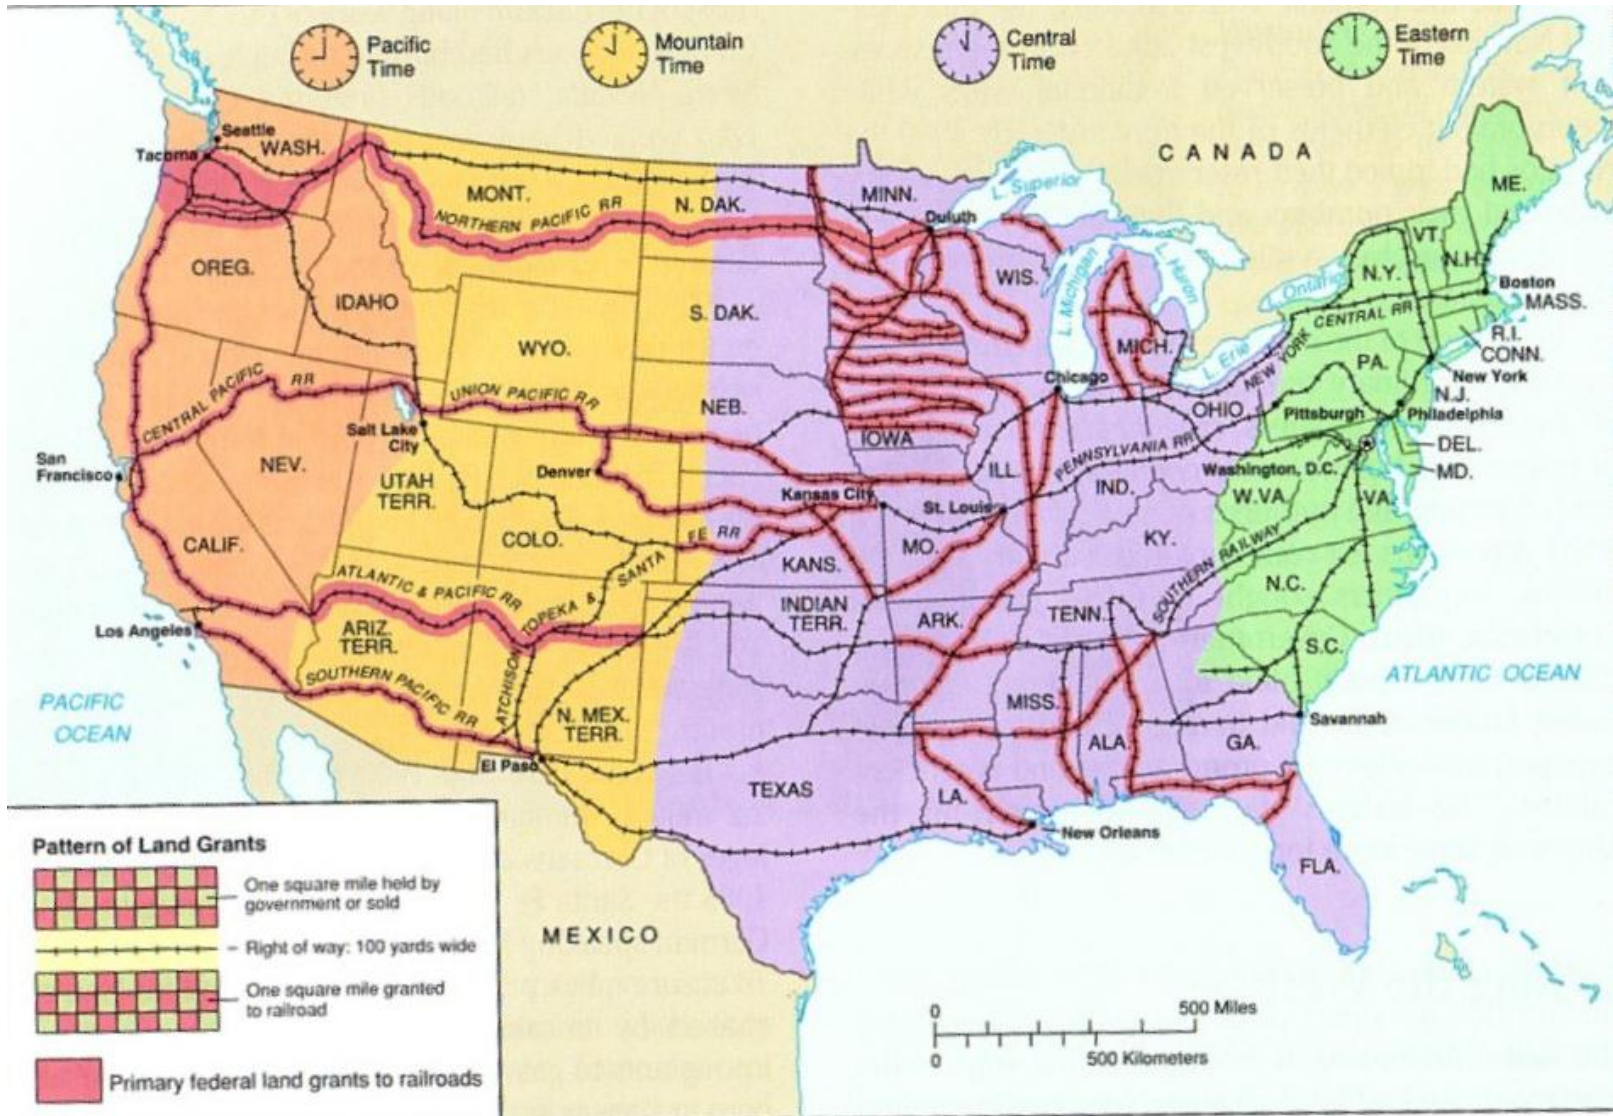 Pacific
Time
Mountain
Time
Central
Time
Eastern
Time
CANADA
Seattle
Tacoma
WASH.
MONT.
NORTHERN PACIFIC RR
N. DAK.
MINN.
L. Superior
Duluth
ME.
VT.
N.H.
OREG.
IDAHO
WIS.
L. Michigan
L. Huron
L. Ontario
N.Y.
Boston
MASS.
S. DAK.
WYO.
MICH.
L. Erie
NEW YORK CENTRAL RR
R.I.
CONN.
CENTRAL PACIFIC RR
UNION PACIFIC RR
NEB.
Chicago
PA.
New York
N.J.
OHIO
Pittsburgh
Philadelphia
Salt Lake
City
IOWA
San
Francisco
NEV.
UTAH
TERR.
Denver
ILL.
PENNSYLVANIA RR
Washington, D.C.
DEL.
MD.
IND.
W.VA.
VA.
Kansas City
St. Louis
CALIF.
COLO.
ATCHISON TOPEKA & SANTA FE RR
KANS.
MO.
KY.
SOUTHERN RAILWAY
N.C.
ATLANTIC & PACIFIC RR
Los Angeles
ARIZ.
TERR.
INDIAN
TERR.
ARK.
TENN.
S.C.
PACIFIC
OCEAN
ATLANTIC OCEAN
SOUTHERN PACIFIC RR
N. MEX.
TERR.
MISS.
ALA.
GA.
Savannah
El Paso
TEXAS
LA.
New Orleans
FLA.
MEXICO
Pattern of Land Grants
One square mile held by
government or sold
Right of way: 100 yards wide
One square mile granted
to railroad
Primary federal land grants to railroads
0 500 Miles
0 500 Kilometers